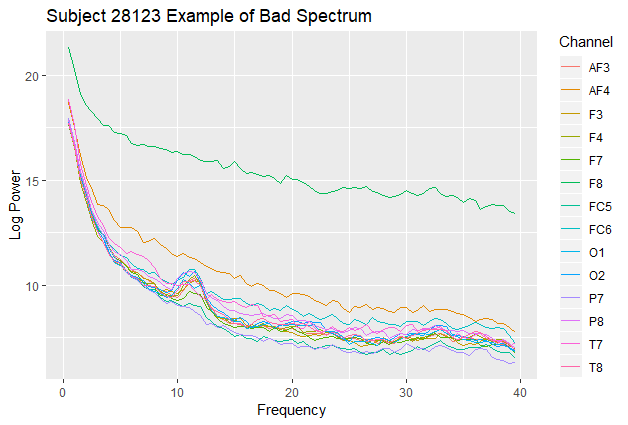 Subject 28123 Example of Bad Spectrum
Log Power
20
15
10
0
10
20
30
40
Frequency
Channel
AF3
AF4
F3
F4
F7
F8
FC5
FC6
O1
O2
P7
P8
T7
T8